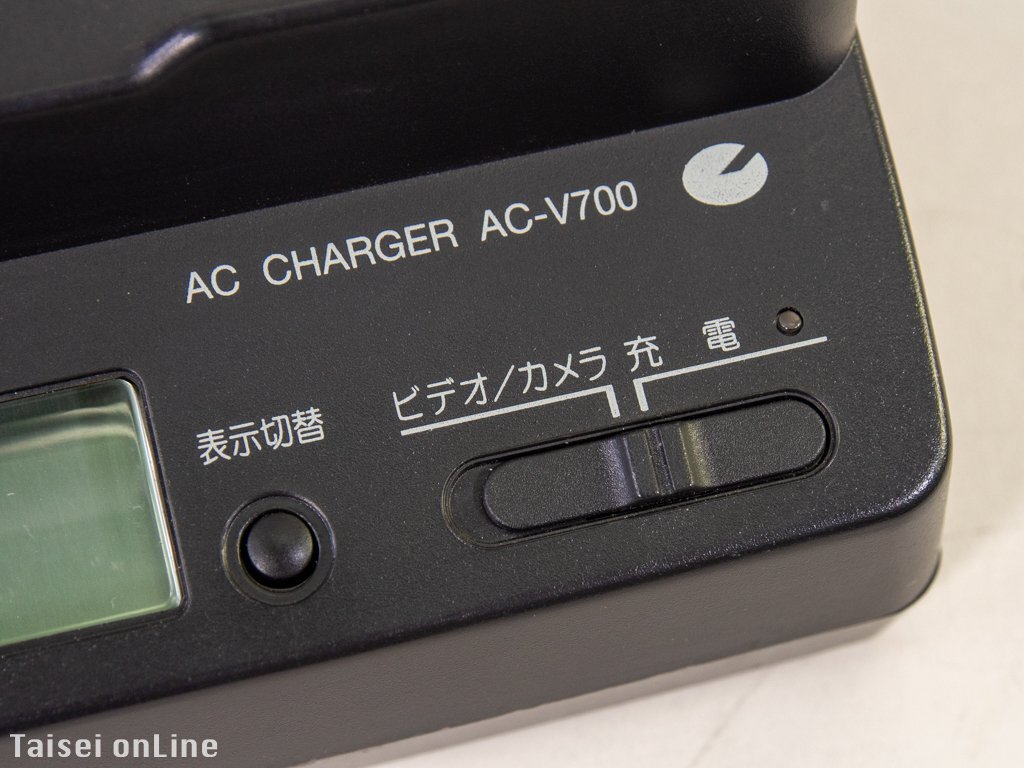 AC CHARGER AC-V700
ビデオ/カメラ 充電
表示切替
Taisei onLine